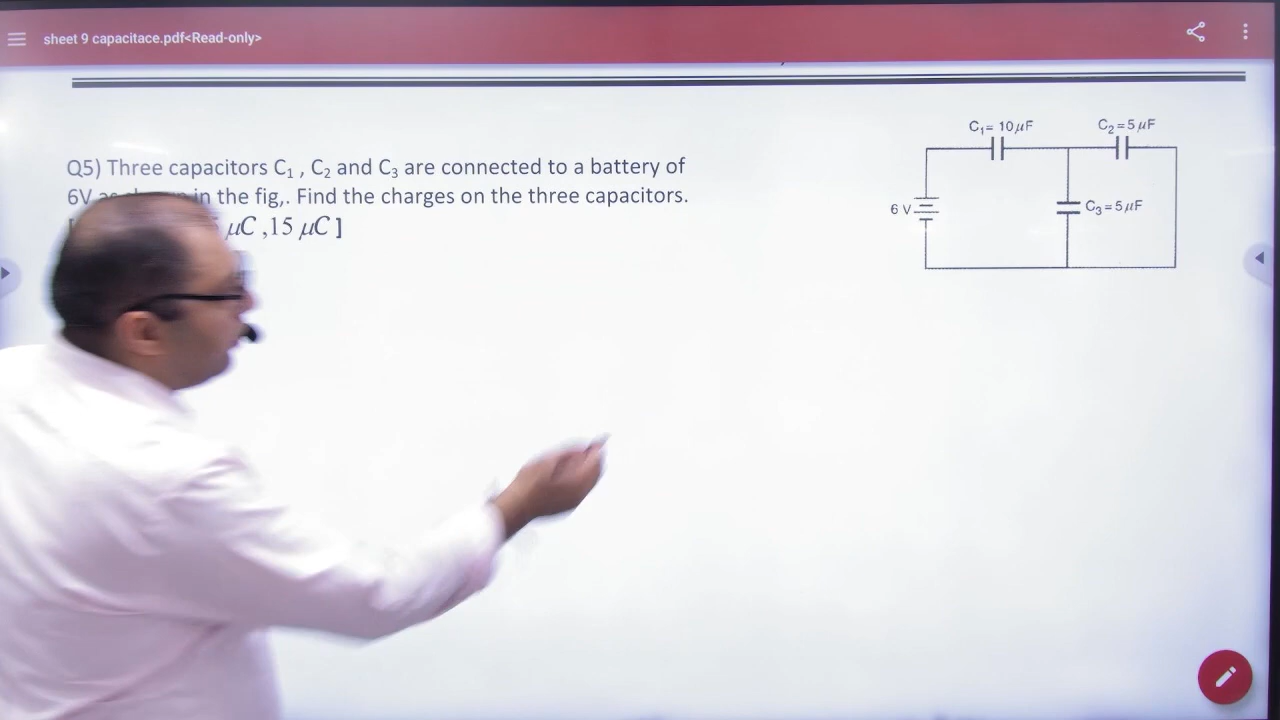 sheet 9 capacitace.pdf<Read-only>
C₁= 10μF
C₂=5μF
Q5) Three capacitors C₁ , C₂ and C₃ are connected to a battery of
6V in the fig,. Find the charges on the three capacitors.
μC ,15 μC ]
6 V
C₃=5μF